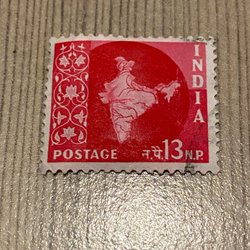 INDIA
POSTAGE न.पै.13 N.P.